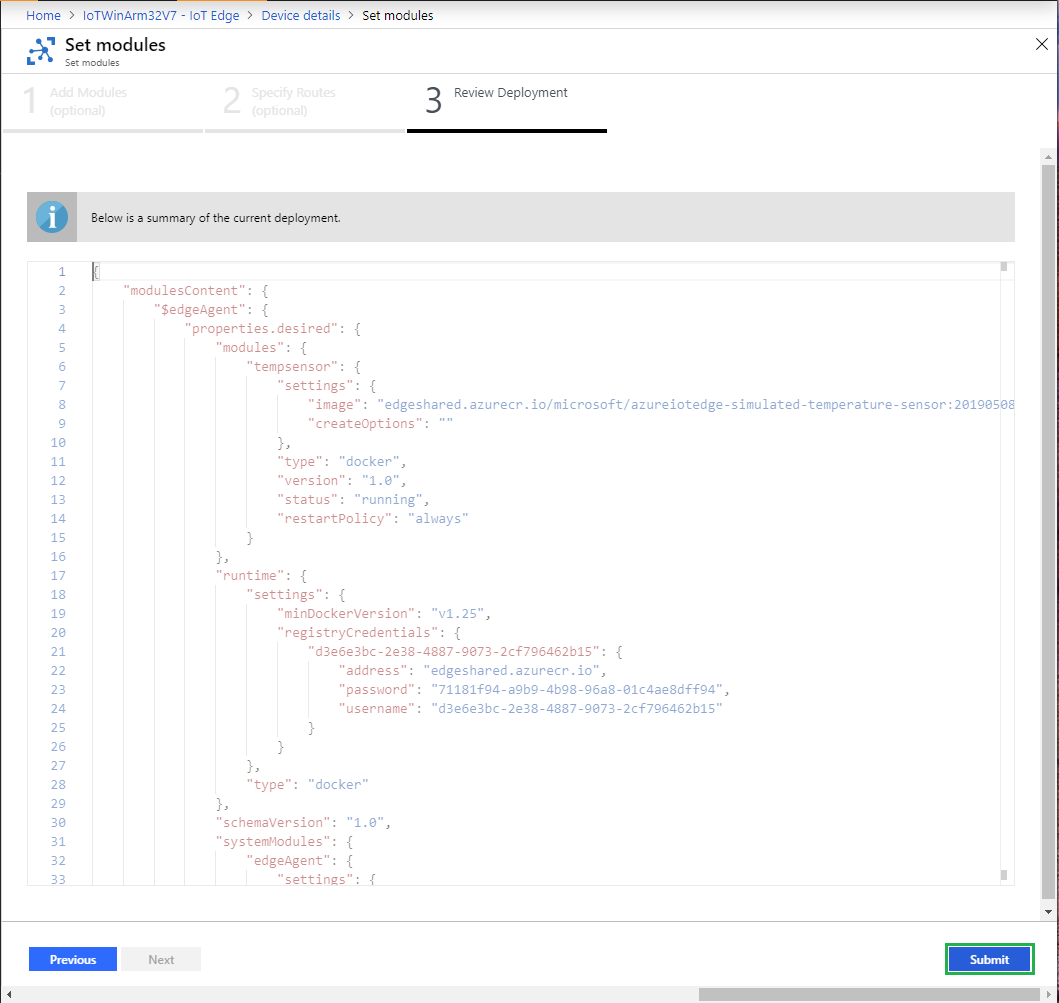 Home > IoTWinArm32V7 - IoT Edge > Device details > Set modules
Set modules
Set modules
1 Add Modules (optional)
2 Specify Routes (optional)
3 Review Deployment
Below is a summary of the current deployment.
1 {
2 "modulesContent": {
3 "$edgeAgent": {
4 "properties.desired": {
5 "modules": {
6 "tempsensor": {
7 "settings": {
8 "image": "edgeshared.azurecr.io/microsoft/azureiotedge-simulated-temperature-sensor:20190508
9 "createOptions": ""
10 },
11 "type": "docker",
12 "version": "1.0",
13 "status": "running",
14 "restartPolicy": "always"
15 }
16 },
17 "runtime": {
18 "settings": {
19 "minDockerVersion": "v1.25",
20 "registryCredentials": {
21 "d3e6e3bc-2e38-4887-9073-2cf796462b15": {
22 "address": "edgeshared.azurecr.io",
23 "password": "71181f94-a9b9-4b98-96a8-01c4ae8dff94",
24 "username": "d3e6e3bc-2e38-4887-9073-2cf796462b15"
25 }
26 }
27 },
28 "type": "docker"
29 },
30 "schemaVersion": "1.0",
31 "systemModules": {
32 "edgeAgent": {
33 "settings": {
Previous
Next
Submit